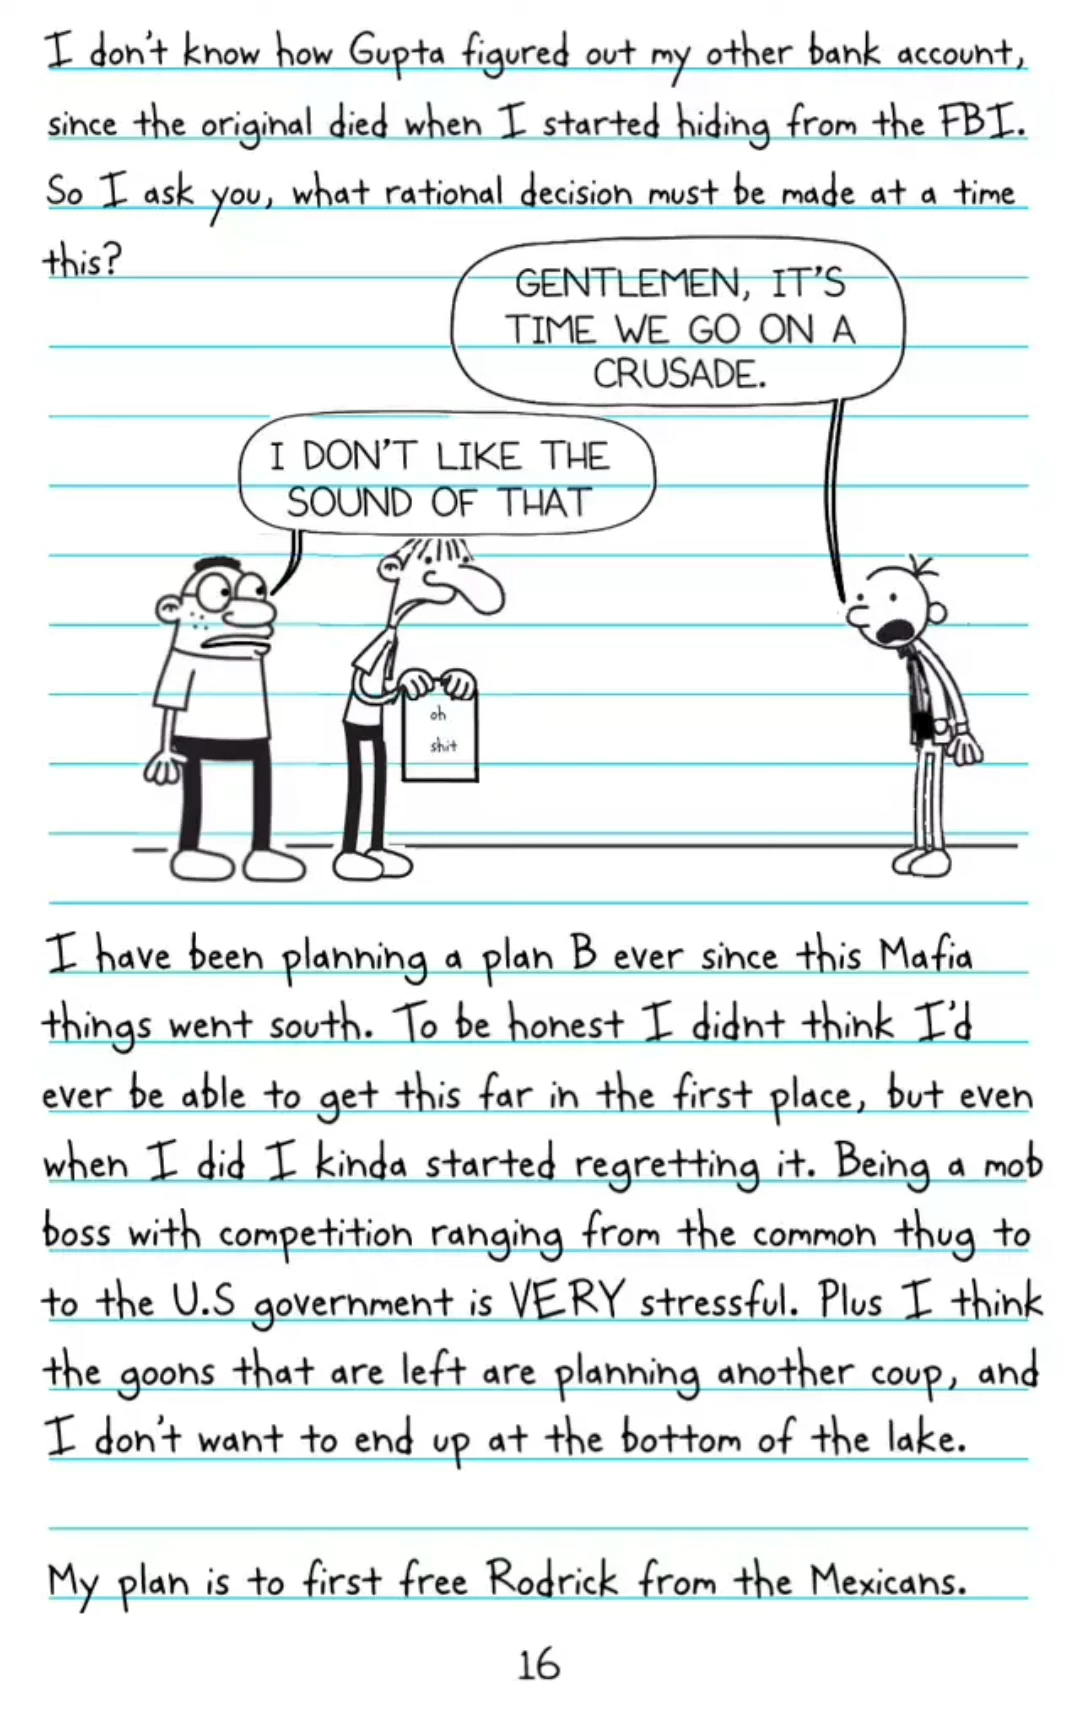 I don't know how Gupta figured out my other bank account,
since the original died when I started hiding from the FBI.
So I ask you, what rational decision must be made at a time
this?
GENTLEMEN, IT'S
TIME WE GO ON A
CRUSADE.
I DON'T LIKE THE
SOUND OF THAT
oh
shit
I have been planning a plan B ever since this Mafia
things went south. To be honest I didnt think I'd
ever be able to get this far in the first place, but even
when I did I kinda started regretting it. Being a mob
boss with competition ranging from the common thug to
to the U.S government is VERY stressful. Plus I think
the goons that are left are planning another coup, and
I don't want to end up at the bottom of the lake.
My plan is to first free Rodrick from the Mexicans.
16